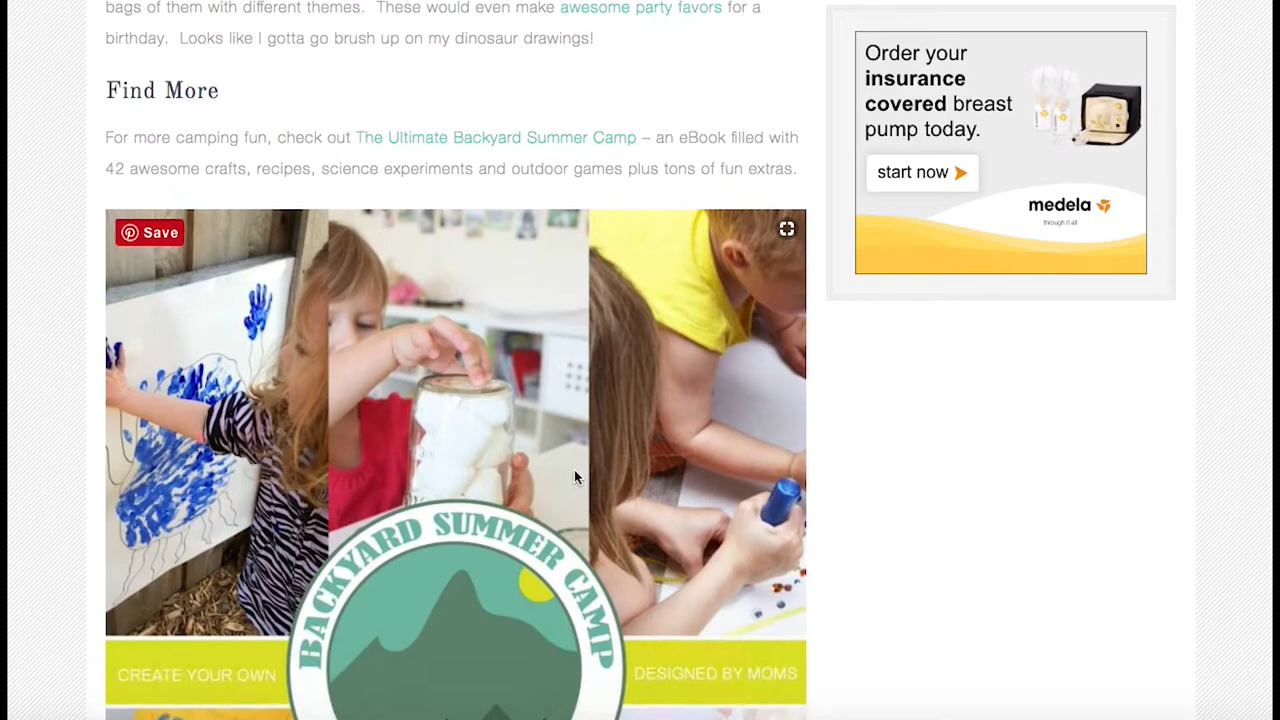 bags of them with different themes.  These would even make awesome party favors for a
birthday.  Looks like I gotta go brush up on my dinosaur drawings!
Find More
For more camping fun, check out The Ultimate Backyard Summer Camp – an eBook filled with
42 awesome crafts, recipes, science experiments and outdoor games plus tons of fun extras.
Save
BACKYARD SUMMER CAMP
CREATE YOUR OWN
DESIGNED BY MOMS
Order your
insurance
covered breast
pump today.
start now
medela
through it all